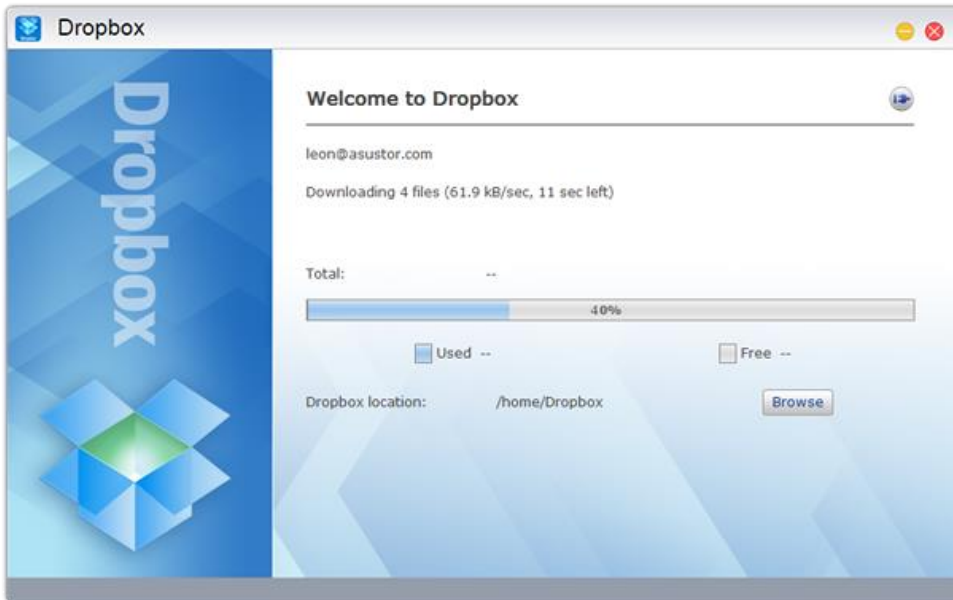 Dropbox
Dropbox
Welcome to Dropbox
leon@asustor.com
Downloading 4 files (61.9 kB/sec, 11 sec left)
Total: --
40%
Used -- Free --
Dropbox location: /home/Dropbox Browse